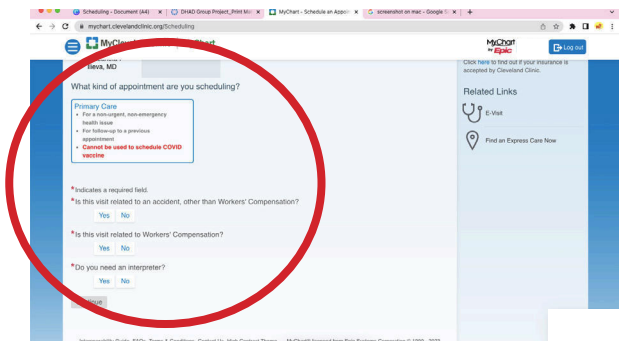 Scheduling - Document (A4)
DHAD Group Project_Print Ma
MyChart - Schedule an Appoin
screenshot on mac - Google S
mychart.clevelandclinic.org/Scheduling
MyChart
by Epic
Log out
Ilieva, MD
Click here to find out if your insurance is
accepted by Cleveland Clinic.
What kind of appointment are you scheduling?
Primary Care
• For a non-urgent, non-emergency
health issue
• For follow-up to a previous
appointment
• Cannot be used to schedule COVID
vaccine
Related Links
E-Visit
Find an Express Care Now
*Indicates a required field.
*Is this visit related to an accident, other than Workers' Compensation?
Yes No
*Is this visit related to Workers' Compensation?
Yes No
*Do you need an interpreter?
Yes No